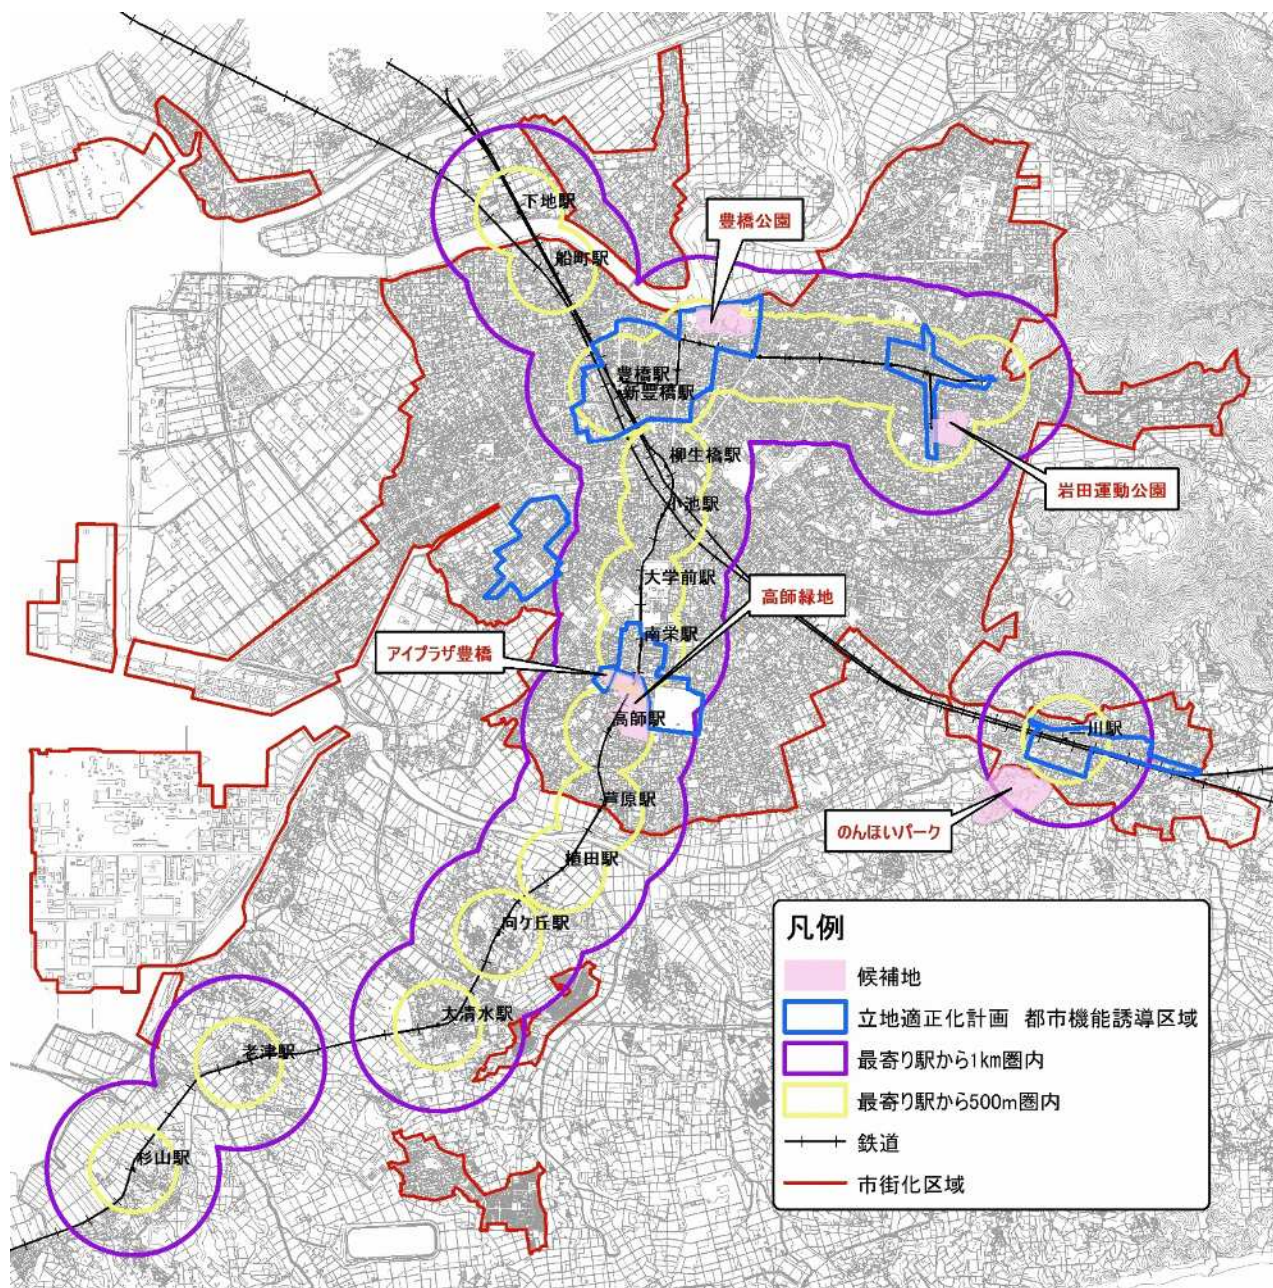 下地駅
豊橋公園
船町駅
豊橋駅
新豊橋駅
柳生橋駅
岩田運動公園
小池駅
大学前駅
高師緑地
南栄駅
アイプラザ豊橋
高師駅
二川駅
芦原駅
のんほいパーク
植田駅
向ケ丘駅
大清水駅
老津駅
杉山駅
凡例
候補地
立地適正化計画 都市機能誘導区域
最寄り駅から1km圏内
最寄り駅から500m圏内
鉄道
市街化区域